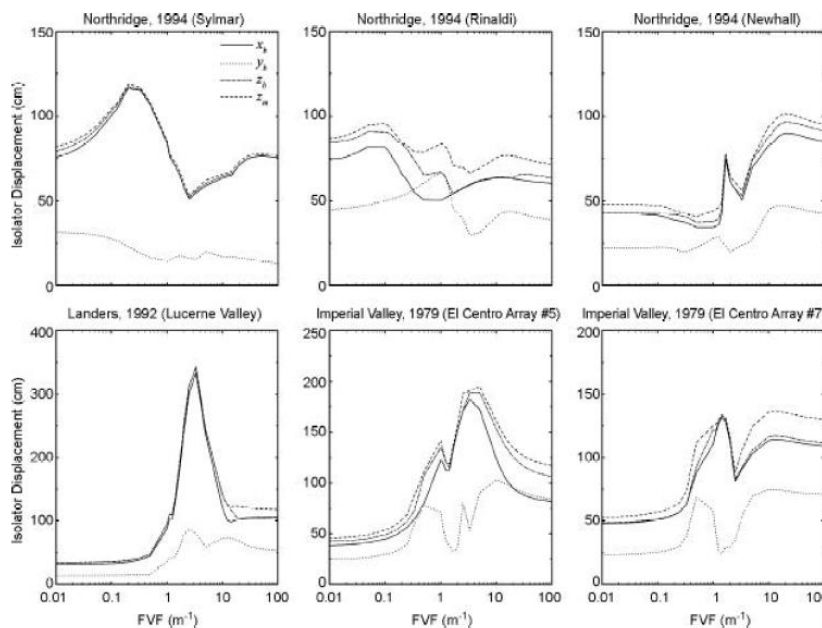 Northridge, 1994 (Sylmar)
Northridge, 1994 (Rinaldi)
Northridge, 1994 (Newhall)
150
100
50
0
Isolator Displacement (cm)
x_b
y_b
z_b
z_m
150
100
50
0
150
100
50
0
Landers, 1992 (Lucerne Valley)
Imperial Valley, 1979 (El Centro Array #5)
Imperial Valley, 1979 (El Centro Array #7
400
300
200
100
0
Isolator Displacement (cm)
250
200
150
100
50
0
200
150
100
50
0
0.01 0.1 1 10 100
0.01 0.1 1 10 100
0.01 0.1 1 10 100
FVF (m⁻¹)
FVF (m⁻¹)
FVF (m⁻¹)